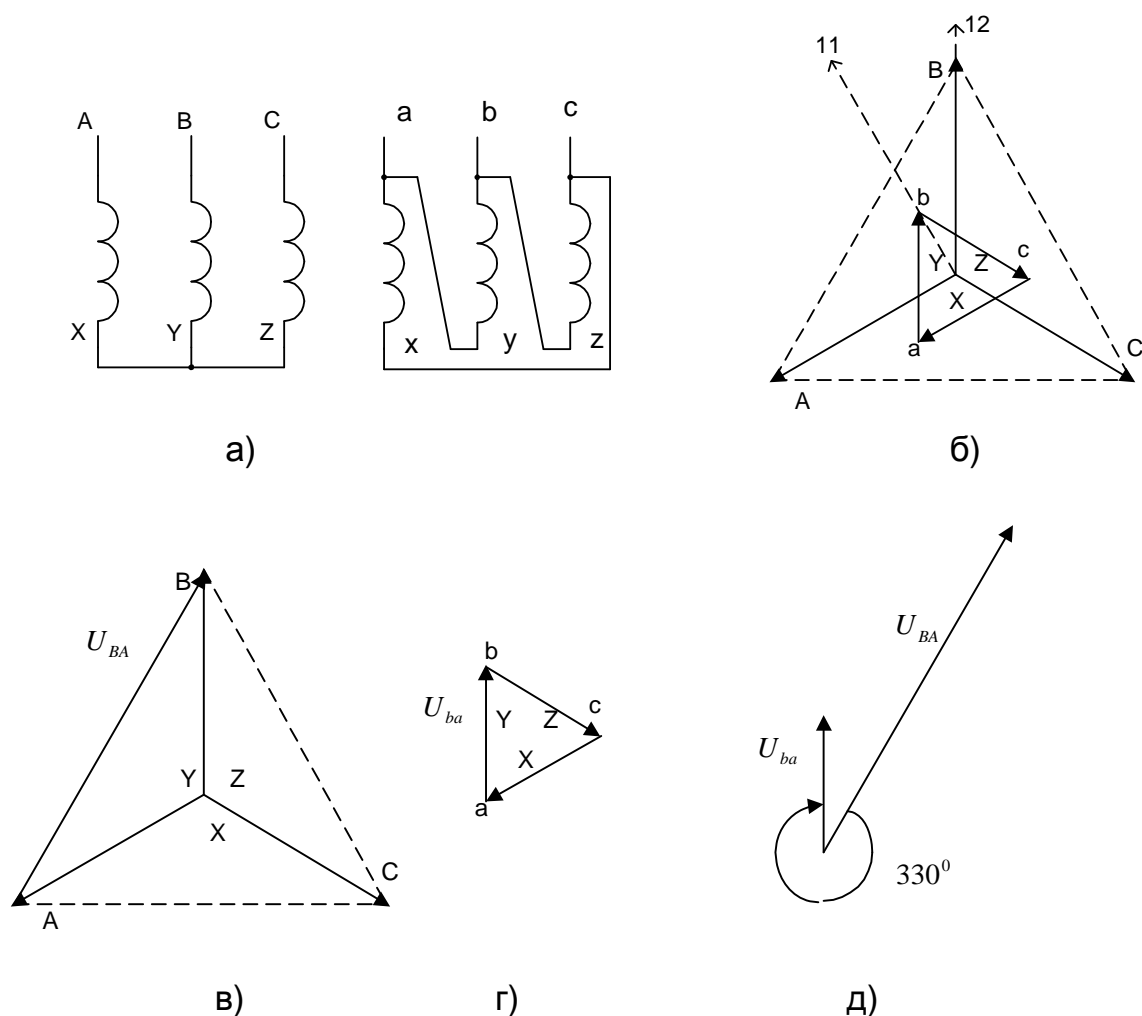 A B C
a b c
X Y Z
x y z
а)
11 12
B
b
Y Z c
X
a
A C
б)
B
U_BA
Y Z
X
A C
в)
b
U_ba Y Z c
X
a
г)
U_BA
U_ba
330⁰
д)